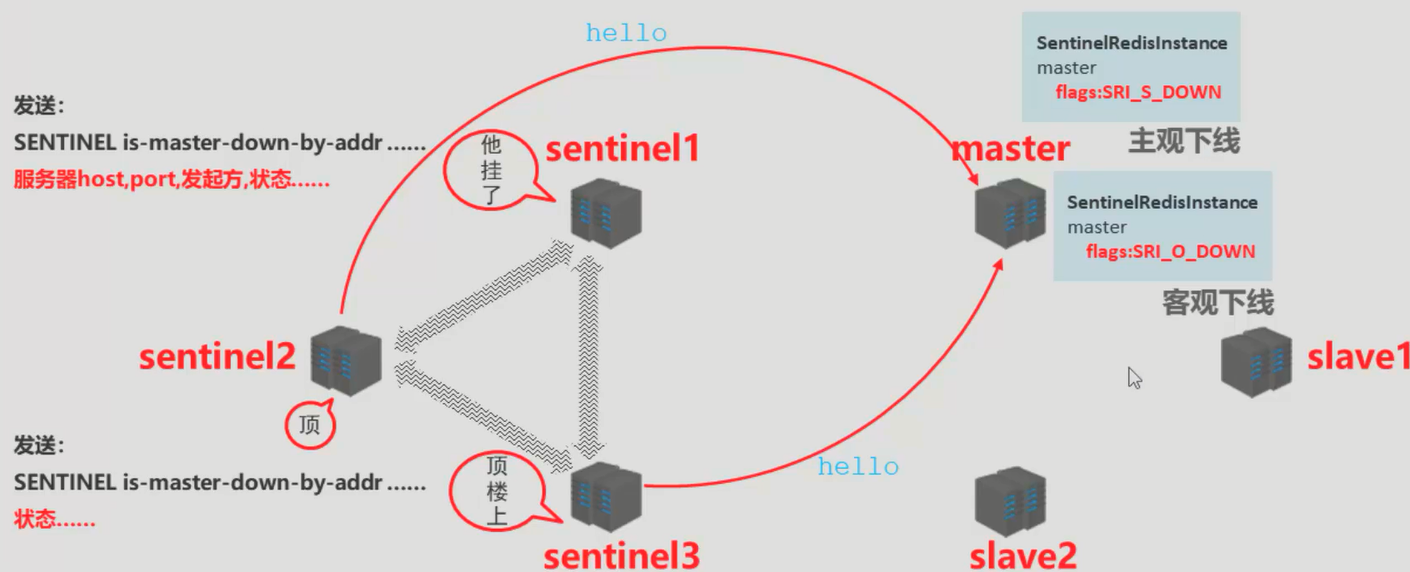 hello
SentinelRedisInstance
master
flags:SRI_S_DOWN
主观下线
发送：
SENTINEL is-master-down-by-addr ……
服务器host,port,发起方,状态……
他
挂
了
sentinel1
master
SentinelRedisInstance
master
flags:SRI_O_DOWN
客观下线
sentinel2
slave1
顶
发送：
SENTINEL is-master-down-by-addr ……
状态……
顶
楼
上
hello
sentinel3
slave2